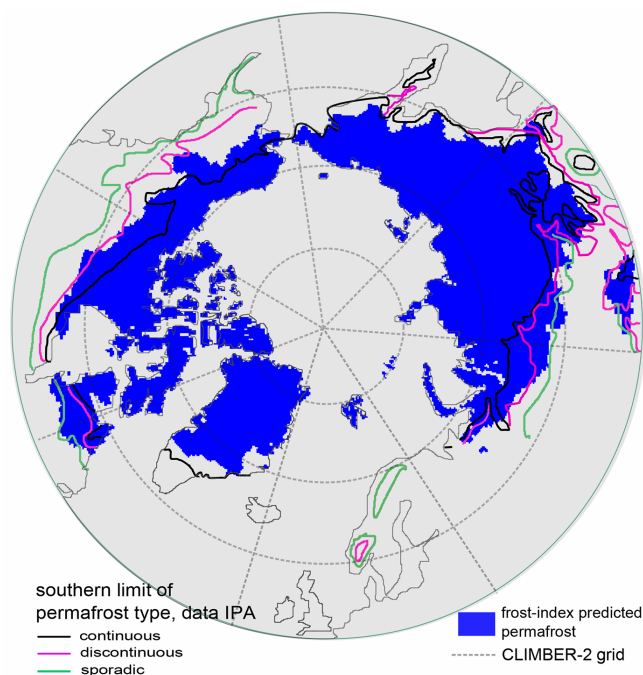 southern limit of
permafrost type, data IPA
continuous
discontinuous
sporadic
frost-index predicted
permafrost
CLIMBER-2 grid